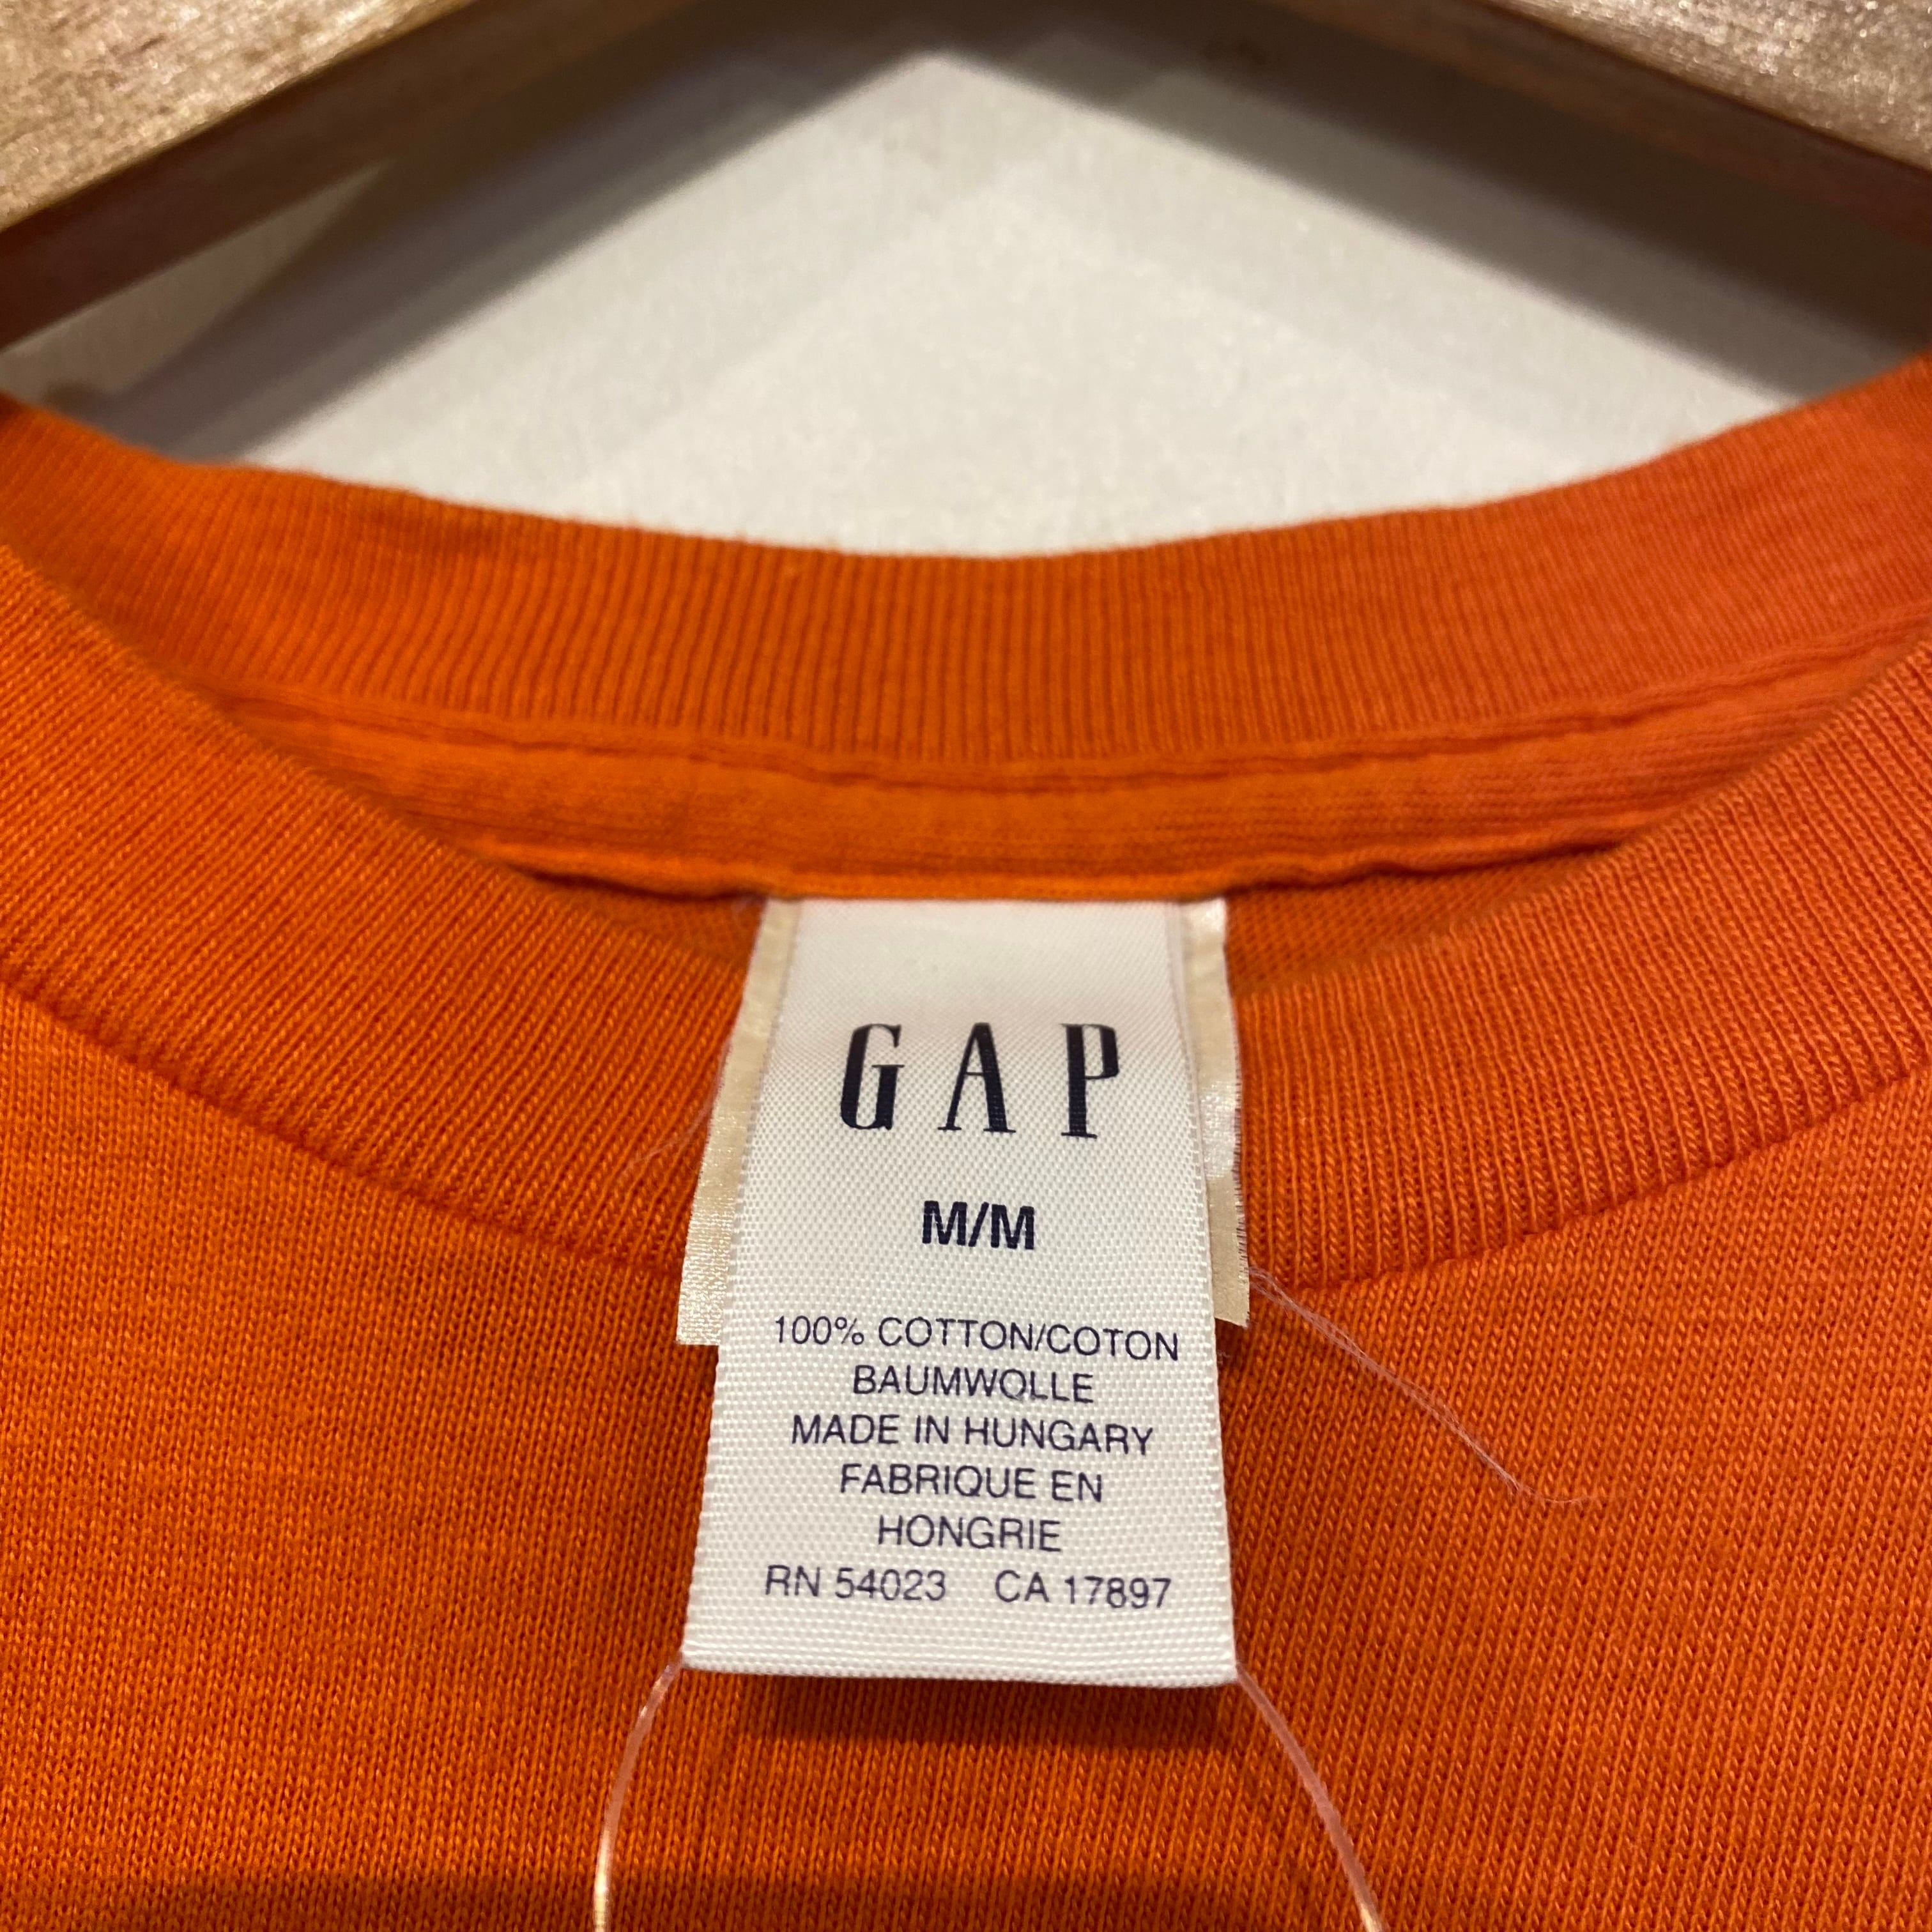 GAP
M/M
100% COTTON/COTON
BAUMWOLLE
MADE IN HUNGARY
FABRIQUE EN
HONGRIE
RN 54023 CA 17897